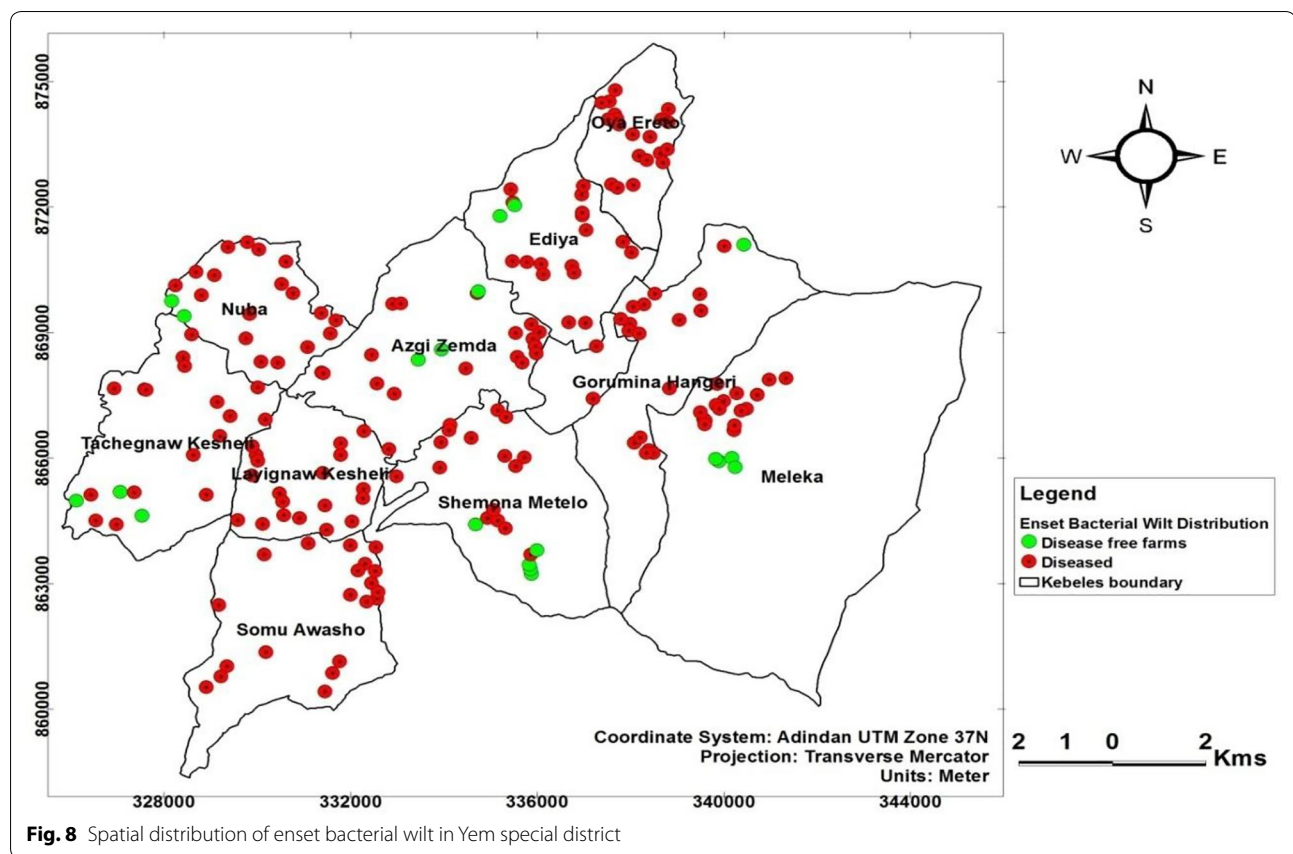 875000
872000
869000
866000
863000
860000
328000 332000 336000 340000 344000
Oya Ereto
Ediya
Nuba
Azgi Zemda
Gorumina Hangeri
Tachegnaw Kesheli
Layignaw Kesheli
Shemona Metelo
Meleka
Somu Awasho
N
W E
S
Legend
Enset Bacterial Wilt Distribution
Disease free farms
Diseased
Kebeles boundary
Coordinate System: Adindan UTM Zone 37N
Projection: Transverse Mercator
Units: Meter
2 1 0 2
Kms
Fig. 8 Spatial distribution of enset bacterial wilt in Yem special district